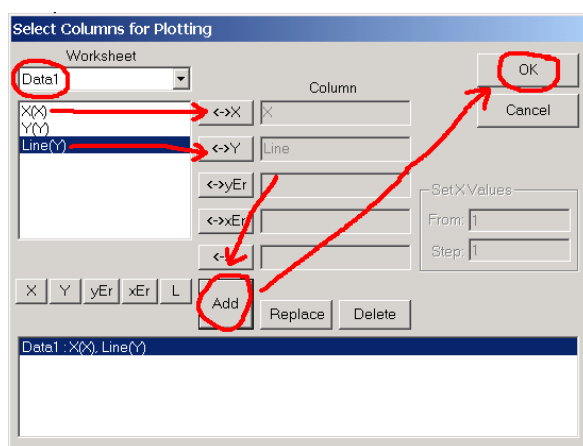 Select Columns for Plotting
Worksheet
Data1
Column
OK
Cancel
X(X)
Y(Y)
Line(Y)
<->X
X
<->Y
Line
<->yEr
<->xEr
Set X Values
From: 1
Step: 1
X Y yEr xEr L
Add
Replace
Delete
Data1 : X(X), Line(Y)